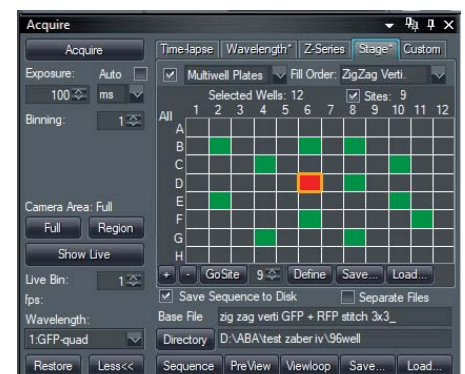 Acquire
Acquire Time-lapse Wavelength* Z-Series Stage* Custom
Exposure: Auto Multiwell Plates Fill Order: ZigZag Verti.
100 ms Selected Wells: 12 Sites: 9
Binning: 1 All 1 2 3 4 5 6 7 8 9 10 11 12
A
B
C
D
E
Camera Area: Full
F
Full Region
G
Show Live
H
Live Bin: 1 + - GoSite 9 Define Save... Load...
fps: Save Sequence to Disk Separate Files
Wavelength: Base File zig zag verti GFP + RFP stitch 3x3_
1:GFP-quad Directory D:\ABA\test zaber iv\96well
Restore Less<< Sequence PreView Viewloop Save... Load...